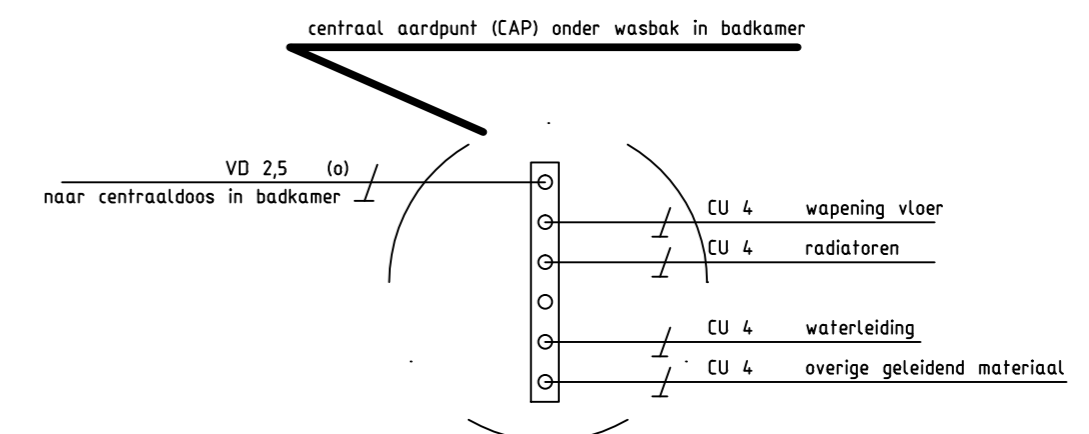 centraal aardpunt (CAP) onder wasbak in badkamer
VD 2,5 (o)
naar centraaldoos in badkamer
CU 4 wapening vloer
CU 4 radiatoren
CU 4 waterleiding
CU 4 overige geleidend materiaal